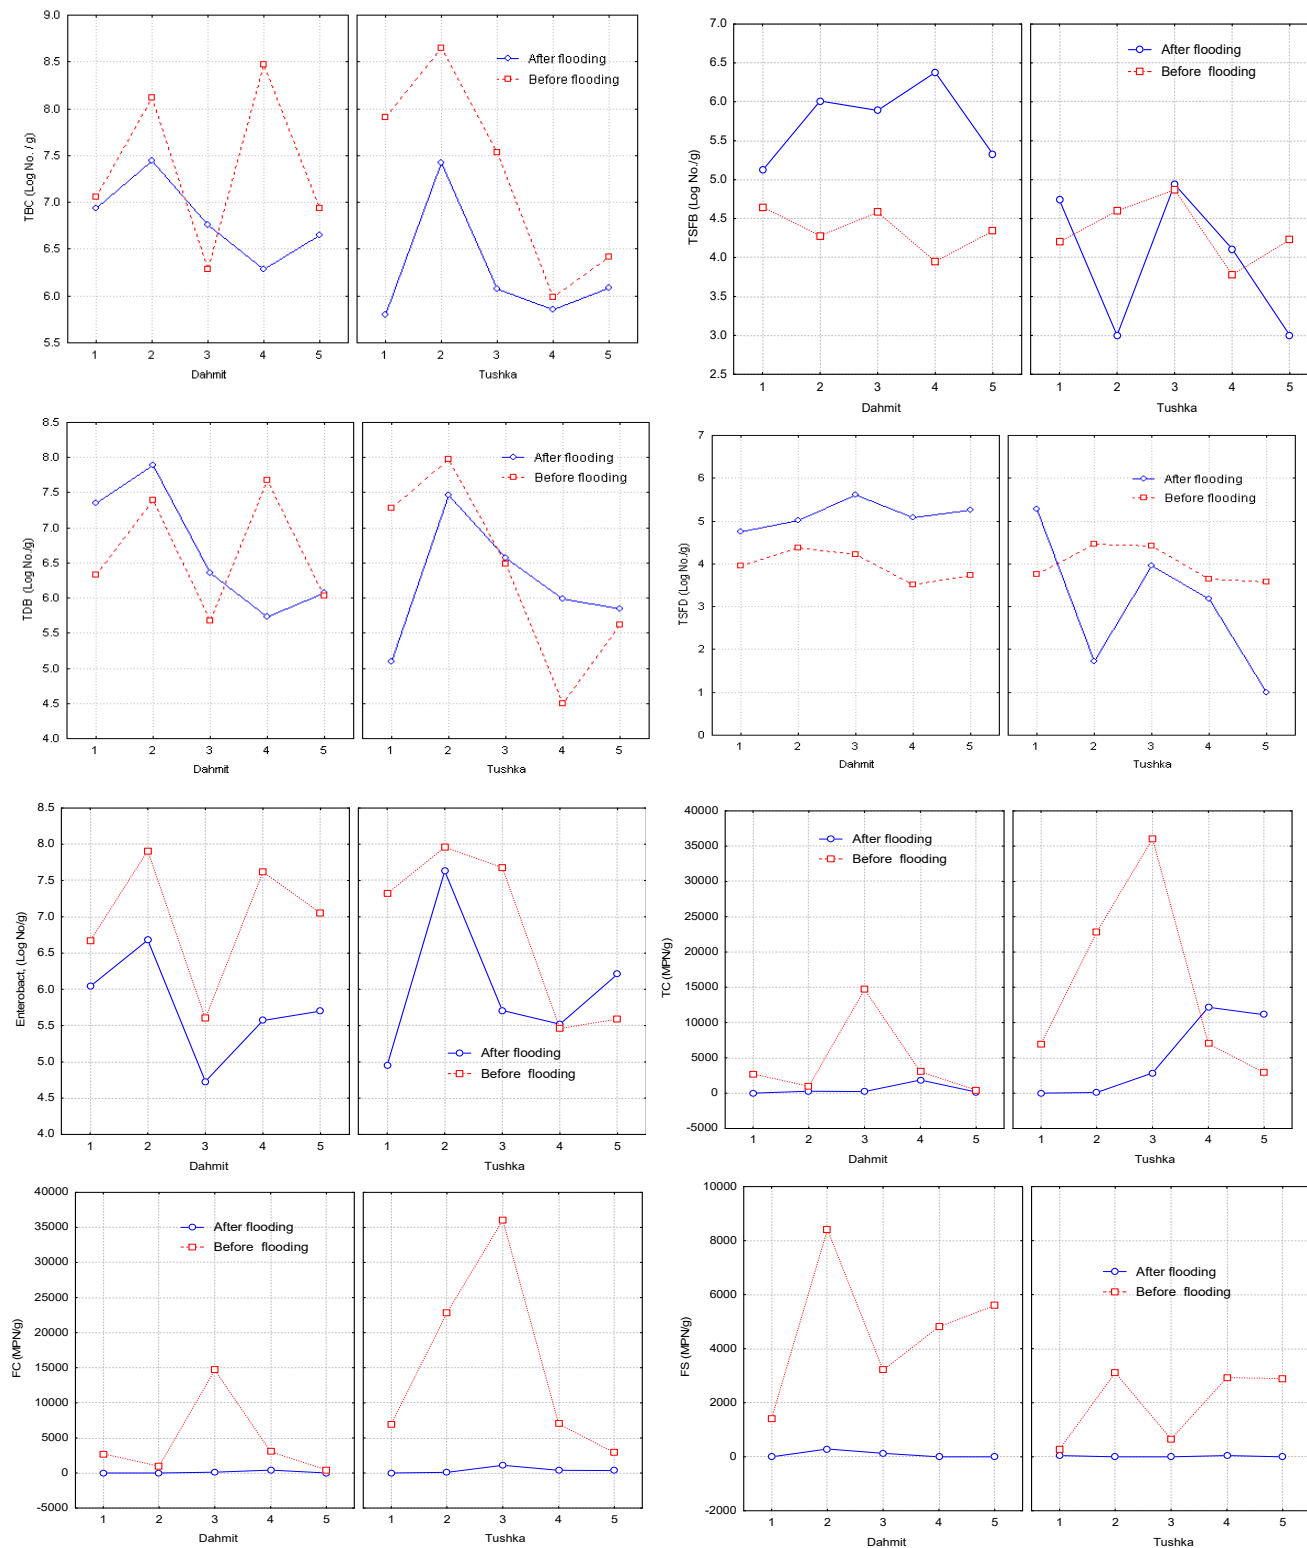 9.0
8.5
8.0
7.5
7.0
6.5
6.0
5.5
TBC (Log No. / g)
After flooding
Before flooding
1 2 3 4 5 1 2 3 4 5
Dahmit Tushka
7.0
6.5
6.0
5.5
5.0
4.5
4.0
3.5
3.0
2.5
TSFB (Log No./g)
After flooding
Before flooding
1 2 3 4 5 1 2 3 4 5
Dahmit Tushka
8.5
8.0
7.5
7.0
6.5
6.0
5.5
5.0
4.5
4.0
TDB (Log No./g)
After flooding
Before flooding
1 2 3 4 5 1 2 3 4 5
Dahmit Tushka
7
6
5
4
3
2
1
0
TSFD (Log No./g)
After flooding
Before flooding
1 2 3 4 5 1 2 3 4 5
Dahmit Tushka
8.5
8.0
7.5
7.0
6.5
6.0
5.5
5.0
4.5
4.0
Enterobact, (Log No/g)
After flooding
Before flooding
1 2 3 4 5 1 2 3 4 5
Dahmit Tushka
40000
35000
30000
25000
20000
15000
10000
5000
0
-5000
TC (MPN/g)
After flooding
Before flooding
1 2 3 4 5 1 2 3 4 5
Dahmit Tushka
40000
35000
30000
25000
20000
15000
10000
5000
0
-5000
FC (MPN/g)
After flooding
Before flooding
1 2 3 4 5 1 2 3 4 5
Dahmit Tushka
10000
8000
6000
4000
2000
0
-2000
FS (MPN/g)
After flooding
Before flooding
1 2 3 4 5 1 2 3 4 5
Dahmit Tushka